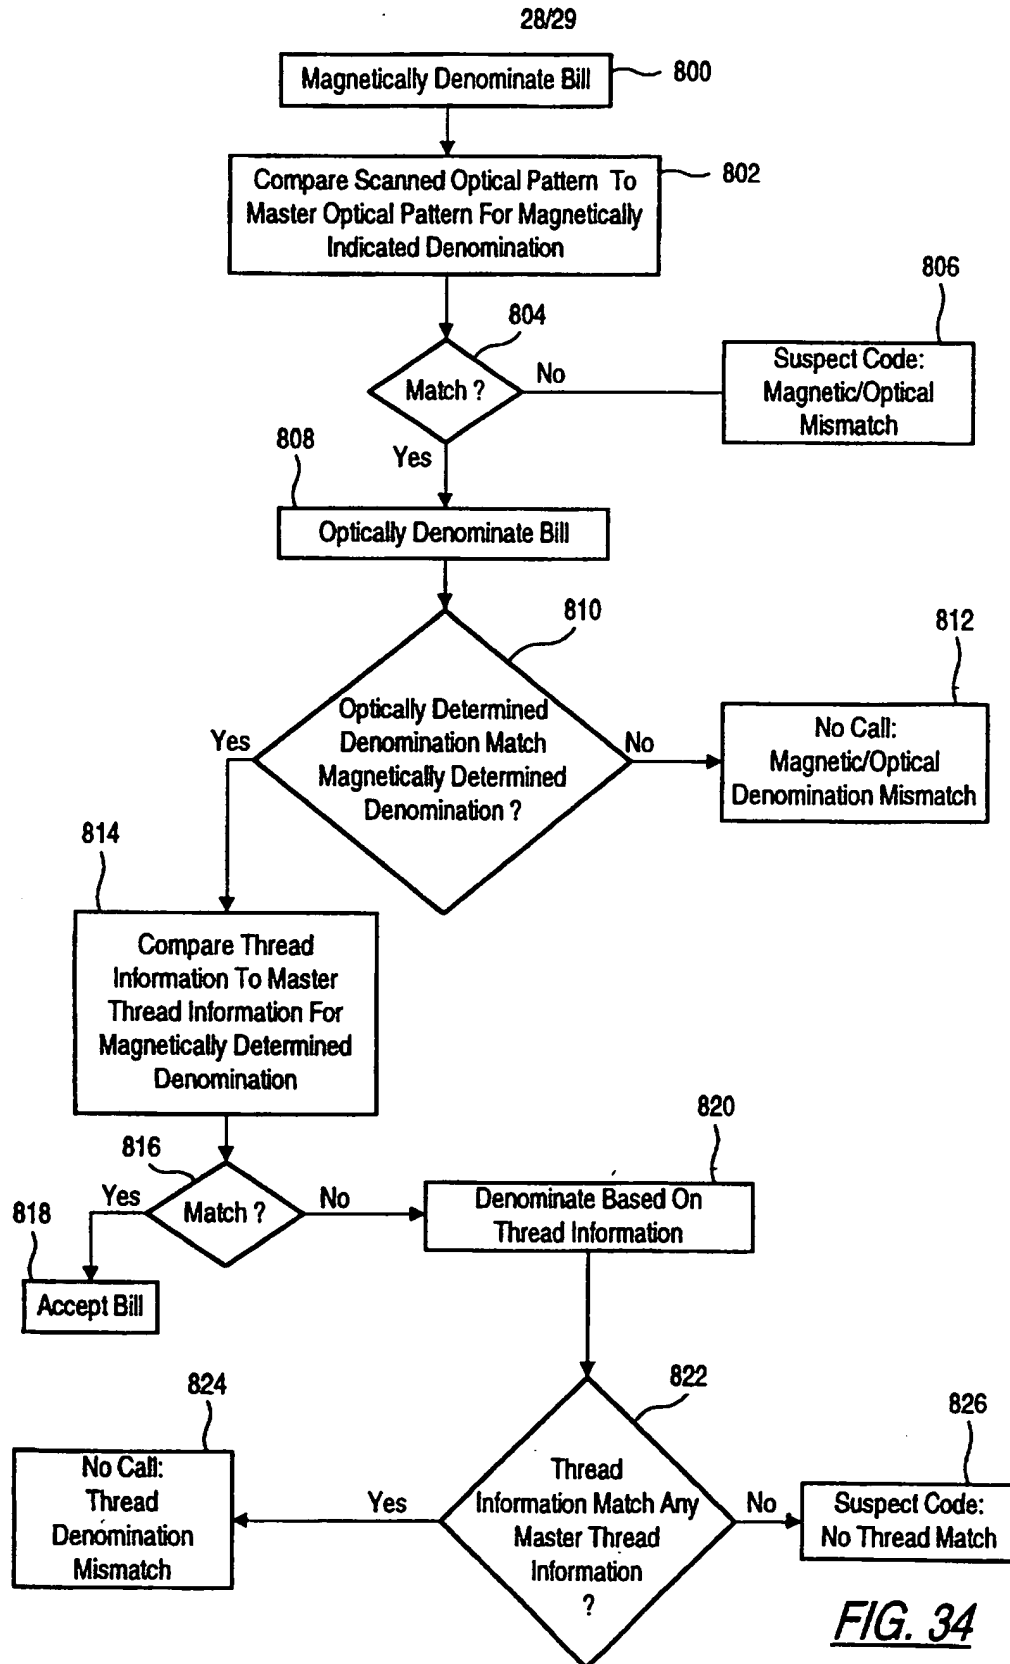 28/29
Magnetically Denominate Bill
800
Compare Scanned Optical Pattern To
Master Optical Pattern For Magnetically
Indicated Denomination
802
804
806
Match ?
No
Suspect Code:
Magnetic/Optical
Mismatch
Yes
808
Optically Denominate Bill
810
812
Optically Determined
Denomination Match
Magnetically Determined
Denomination ?
Yes
No
No Call:
Magnetic/Optical
Denomination Mismatch
814
Compare Thread
Information To Master
Thread Information For
Magnetically Determined
Denomination
816
820
Match ?
Yes
No
Denominate Based On
Thread Information
818
Accept Bill
822
824
826
No Call:
Thread
Denomination
Mismatch
Yes
Thread
Information Match Any
Master Thread
Information
?
No
Suspect Code:
No Thread Match
FIG. 34